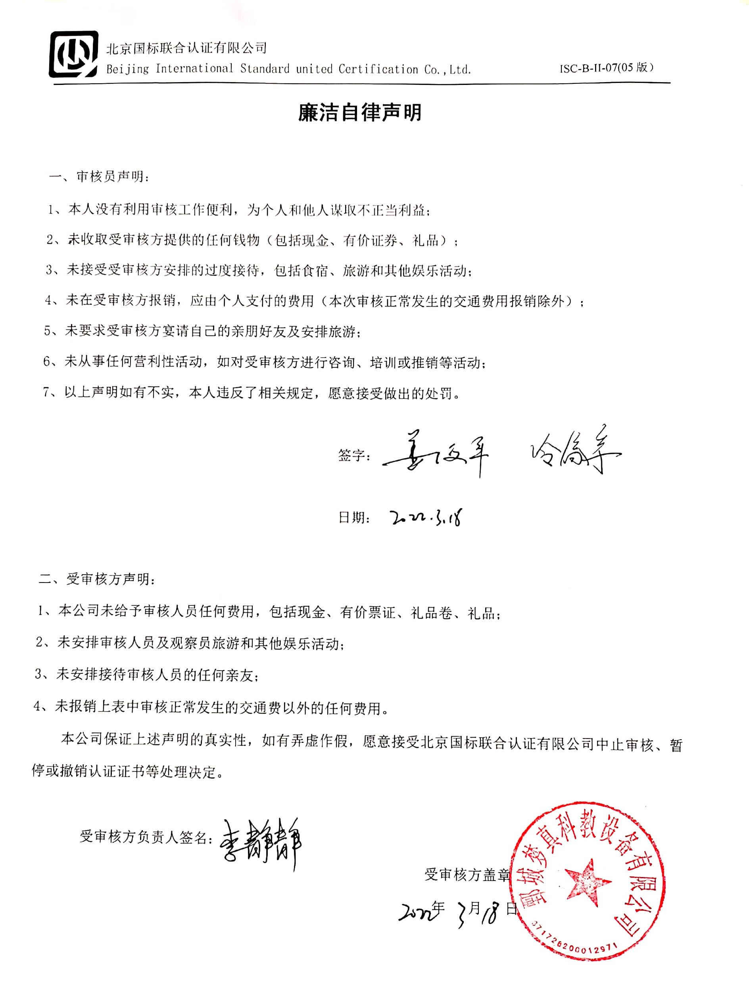 北京国标联合认证有限公司
Beijing International Standard united Certification Co.,Ltd.
ISC-B-II-07(05 版)
廉洁自律声明
一、审核员声明：
1、本人没有利用审核工作便利，为个人和他人谋取不正当利益；
2、未收取受审核方提供的任何钱物（包括现金、有价证券、礼品）；
3、未接受受审核方安排的过度接待，包括食宿、旅游和其他娱乐活动；
4、未在受审核方报销，应由个人支付的费用（本次审核正常发生的交通费用报销除外）；
5、未要求受审核方宴请自己的亲朋好友及安排旅游；
6、未从事任何营利性活动，如对受审核方进行咨询、培训或推销等活动；
7、以上声明如有不实，本人违反了相关规定，愿意接受做出的处罚。
签字：
日期： 2022.3.18
二、受审核方声明：
1、本公司未给予审核人员任何费用，包括现金、有价票证、礼品卷、礼品；
2、未安排审核人员及观察员旅游和其他娱乐活动；
3、未安排接待审核人员的任何亲友；
4、未报销上表中审核正常发生的交通费以外的任何费用。
本公司保证上述声明的真实性，如有弄虚作假，愿意接受北京国标联合认证有限公司中止审核、暂
停或撤销认证证书等处理决定。
受审核方负责人签名：李静静
受审核方盖章
2022年 3月18日
鄄城梦真科教设备有限公司
371726200012971